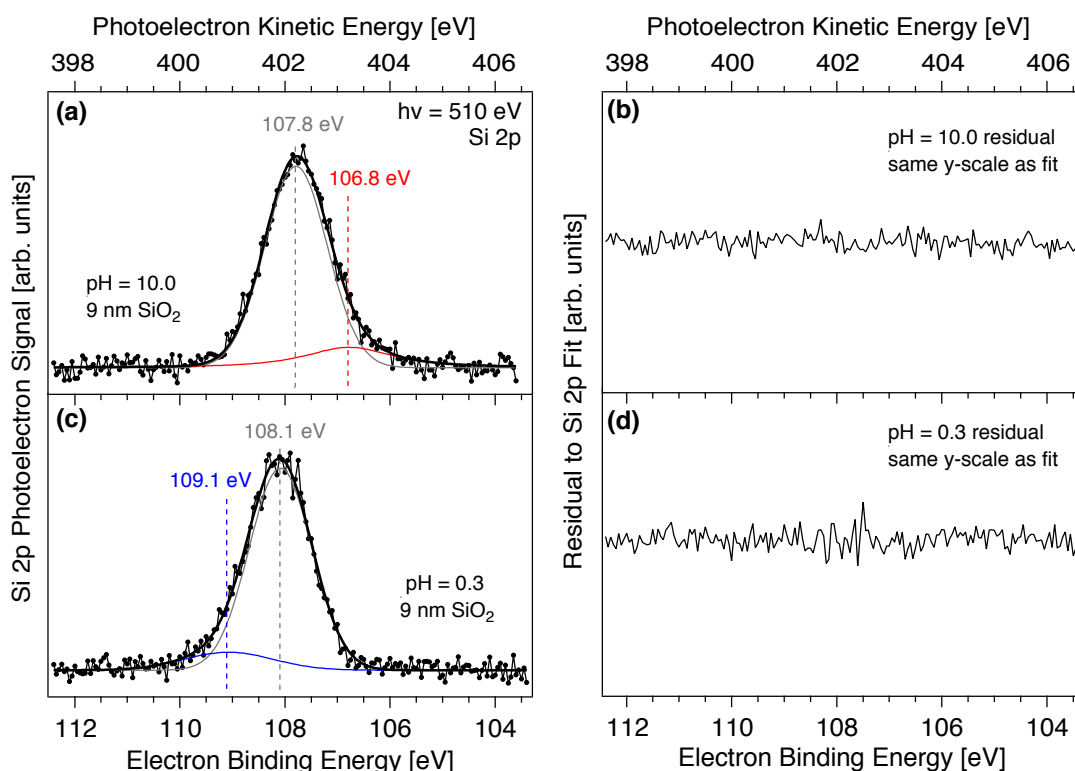 Photoelectron Kinetic Energy [eV]
398 400 402 404 406
Photoelectron Kinetic Energy [eV]
398 400 402 404 406
Si 2p Photoelectron Signal [arb. units]
(a)
hv = 510 eV
Si 2p
107.8 eV
106.8 eV
pH = 10.0
9 nm SiO2
(c)
108.1 eV
109.1 eV
pH = 0.3
9 nm SiO2
112 110 108 106 104
Electron Binding Energy [eV]
Residual to Si 2p Fit [arb. units]
(b)
pH = 10.0 residual
same y-scale as fit
(d)
pH = 0.3 residual
same y-scale as fit
112 110 108 106 104
Electron Binding Energy [eV]